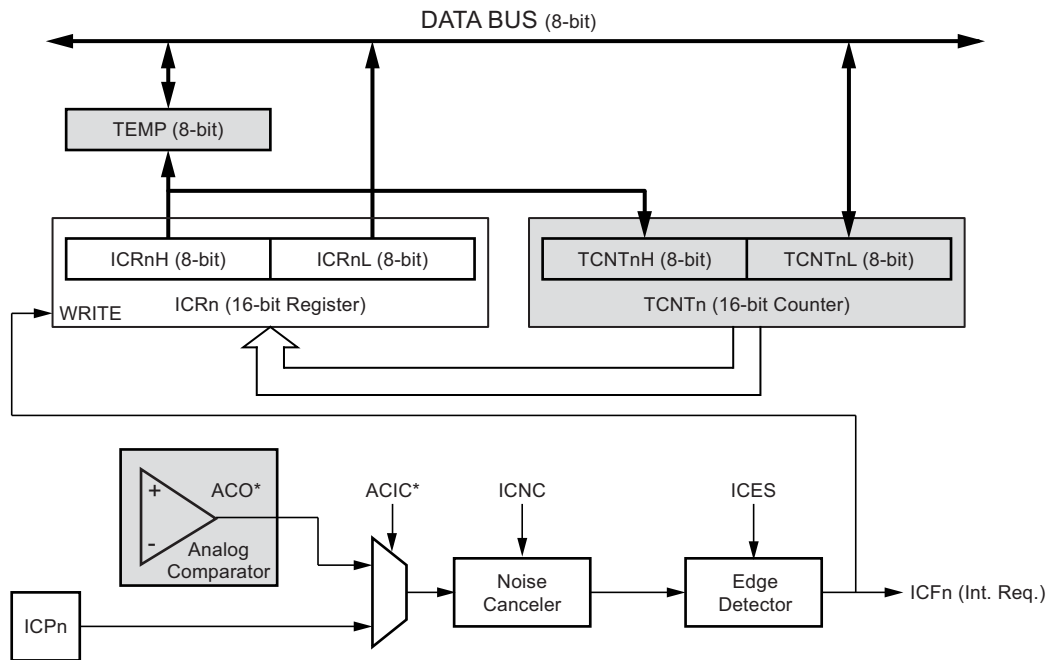 DATA BUS (8-bit)
TEMP (8-bit)
ICRnH (8-bit)
ICRnL (8-bit)
TCNTnH (8-bit)
TCNTnL (8-bit)
WRITE
ICRn (16-bit Register)
TCNTn (16-bit Counter)
+
-
ACO*
Analog
Comparator
ACIC*
ICNC
ICES
Noise
Canceler
Edge
Detector
ICFn (Int. Req.)
ICPn